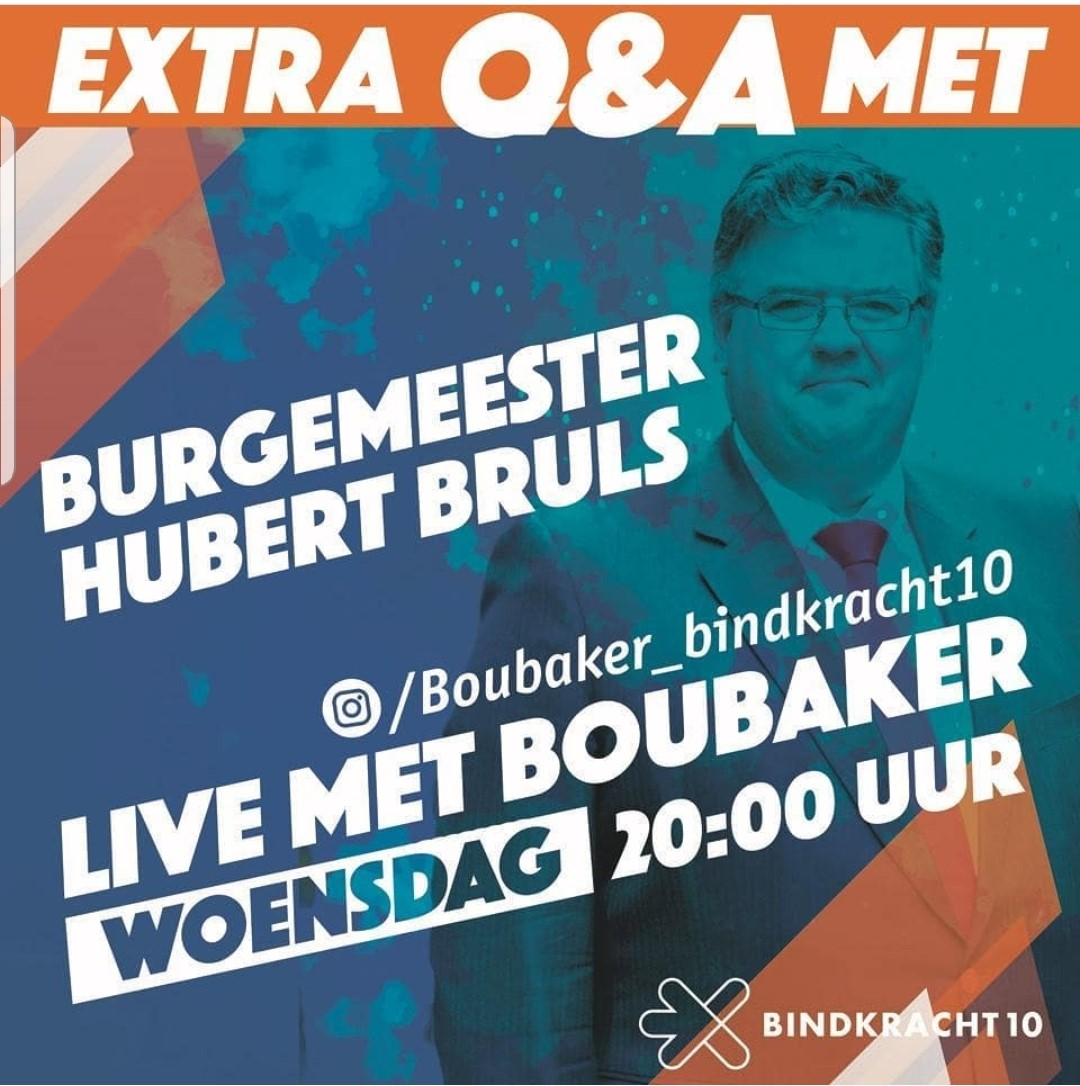 EXTRA Q&A MET
BURGEMEESTER
HUBERT BRULS
/Boubaker_bindkracht10
LIVE MET BOUBAKER
WOENSDAG 20:00 UUR
BINDKRACHT10